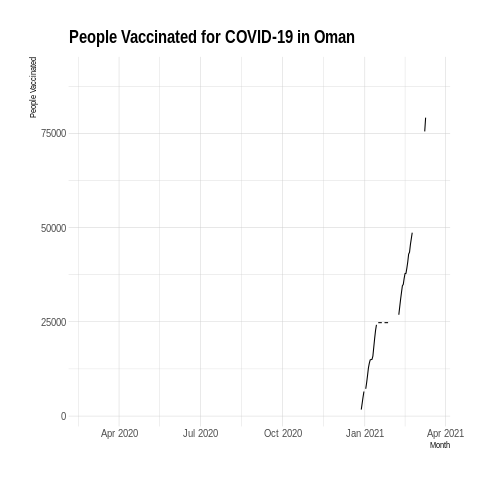 People Vaccinated for COVID-19 in Oman
People Vaccinated
75000
50000
25000
0
Apr 2020 Jul 2020 Oct 2020 Jan 2021 Apr 2021
Month